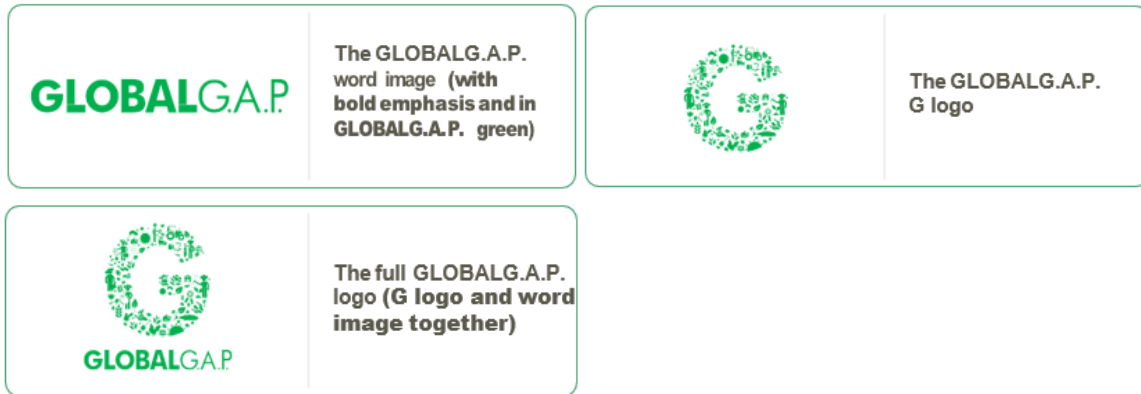 GLOBALG.A.P.
The GLOBALG.A.P.
word image (with
bold emphasis and in
GLOBALG.A.P. green)
The GLOBALG.A.P.
G logo
G
GLOBALG.A.P.
The full GLOBALG.A.P.
logo (G logo and word
image together)